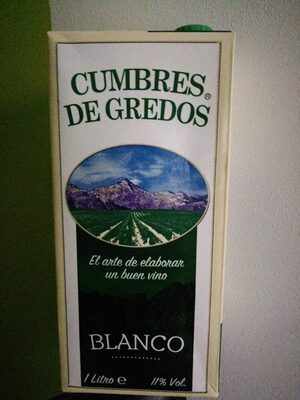 CUMBRES
DE GREDOS®
El arte de elaborar
un buen vino
BLANCO
1 Litro ℮
11% Vol.